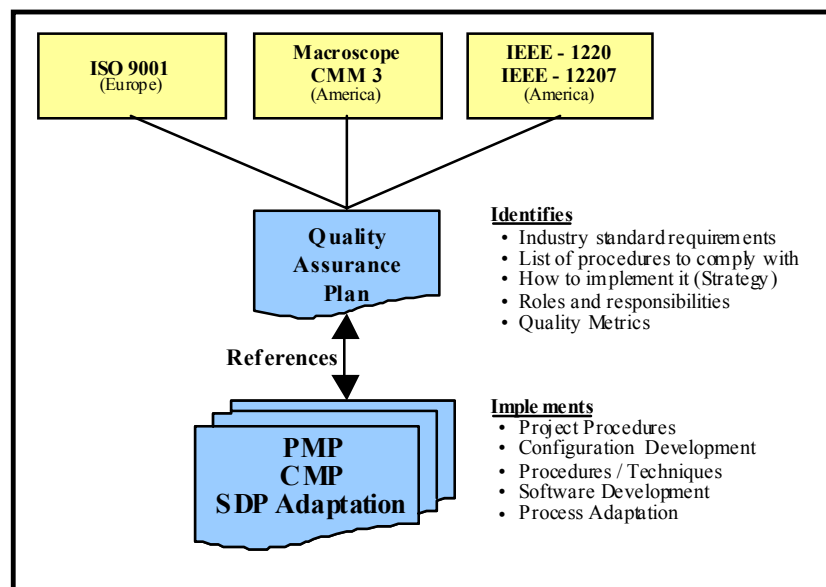 ISO 9001
(Europe)
Macroscope
CMM 3
(America)
IEEE - 1220
IEEE - 12207
(America)
Quality
Assurance
Plan
Identifies
• Industry standard requirements
• List of procedures to comply with
• How to implement it (Strategy)
• Roles and responsibilities
• Quality Metrics
References
PMP
CMP
SDP Adaptation
Implements
• Project Procedures
• Configuration Development
• Procedures / Techniques
• Software Development
• Process Adaptation